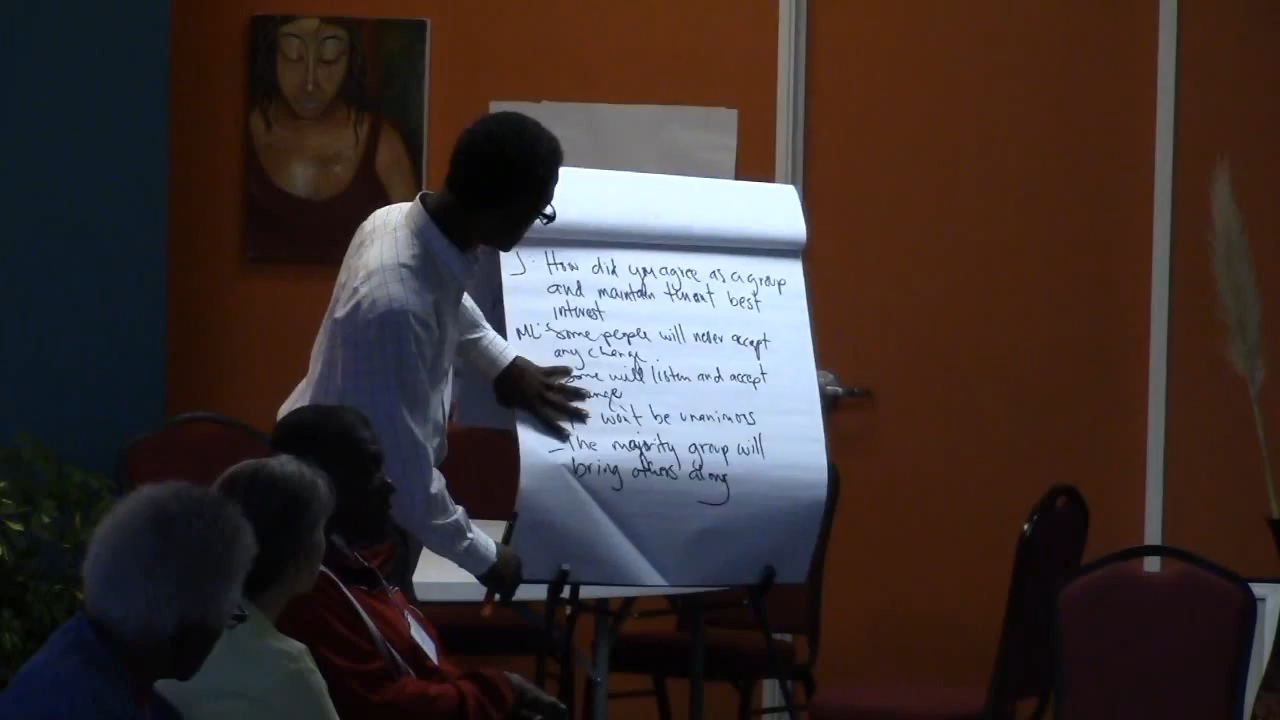 J: How did you agree as a group
and maintain tenant best
interest
ML: Some people will never accept
any change
Some will listen and accept
won't be unanimous
- The majority group will
bring others along